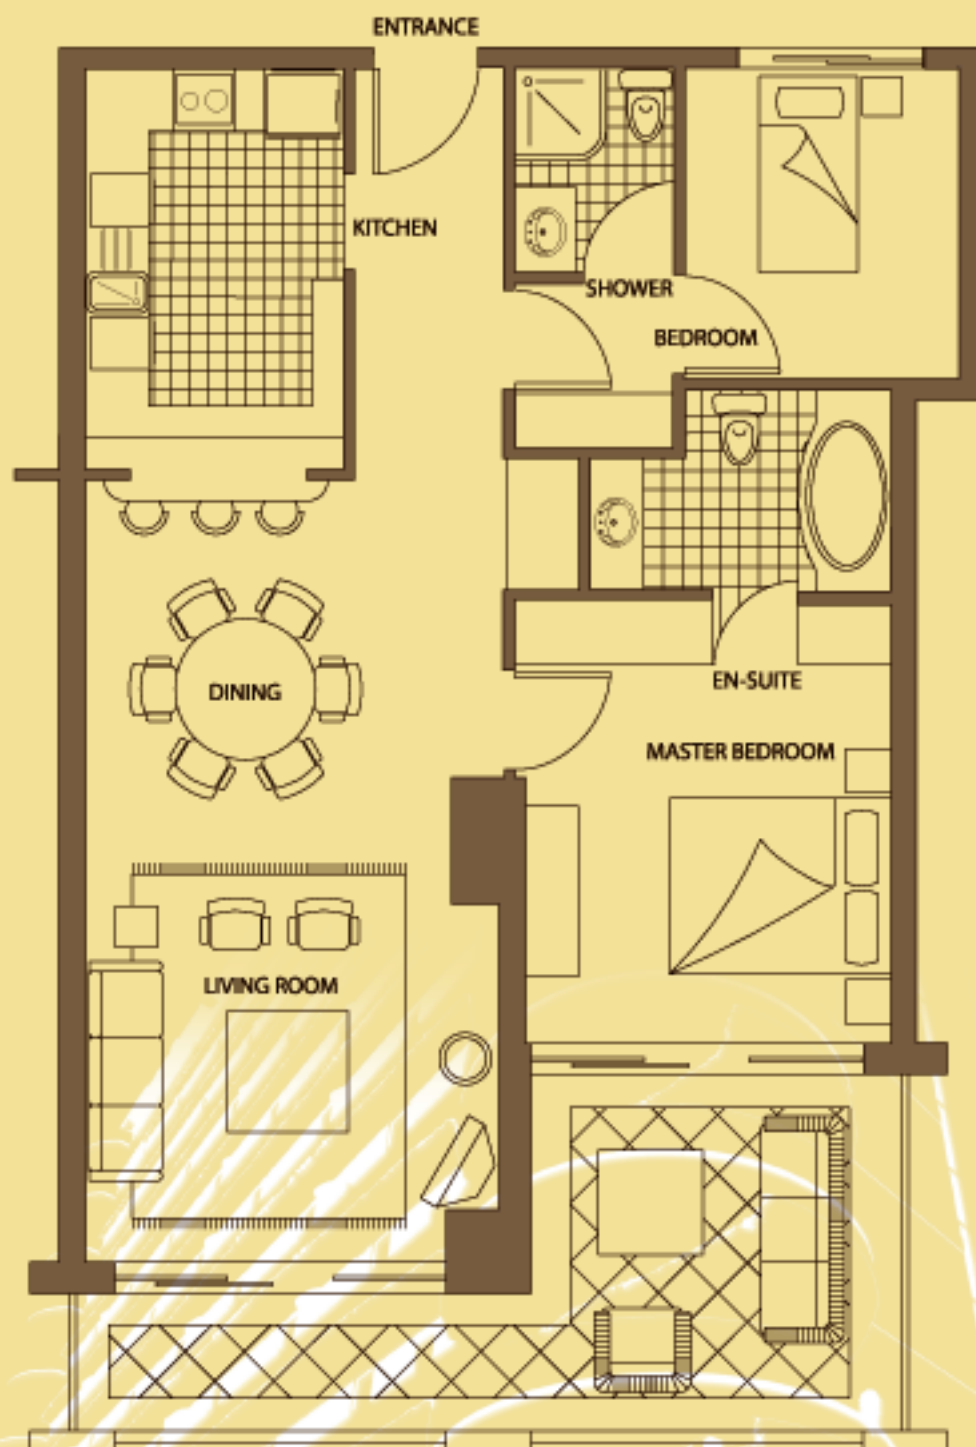 ENTRANCE
KITCHEN
SHOWER
BEDROOM
EN-SUITE
DINING
MASTER BEDROOM
LIVING ROOM